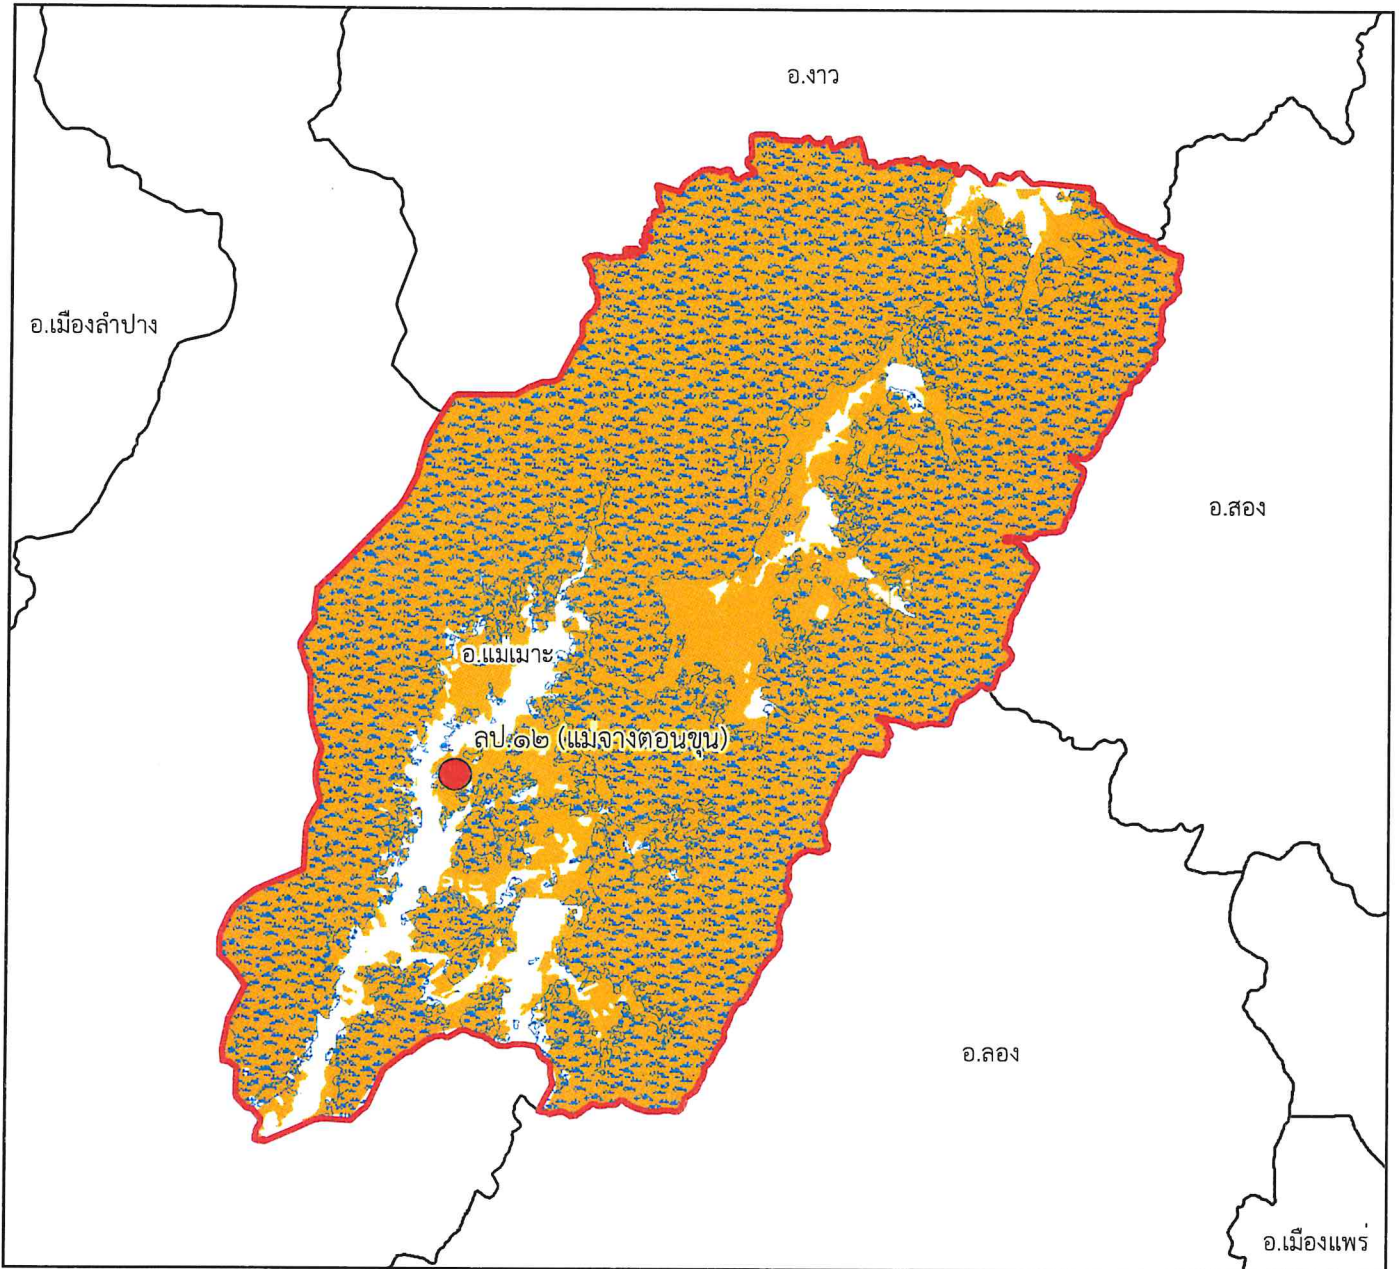 อ.งาว
อ.เมืองลำปาง
อ.สอง
อ.แม่เมาะ
ลป.๑๒ (แม่จางตอนขุน)
อ.ลอง
อ.เมืองแพร่